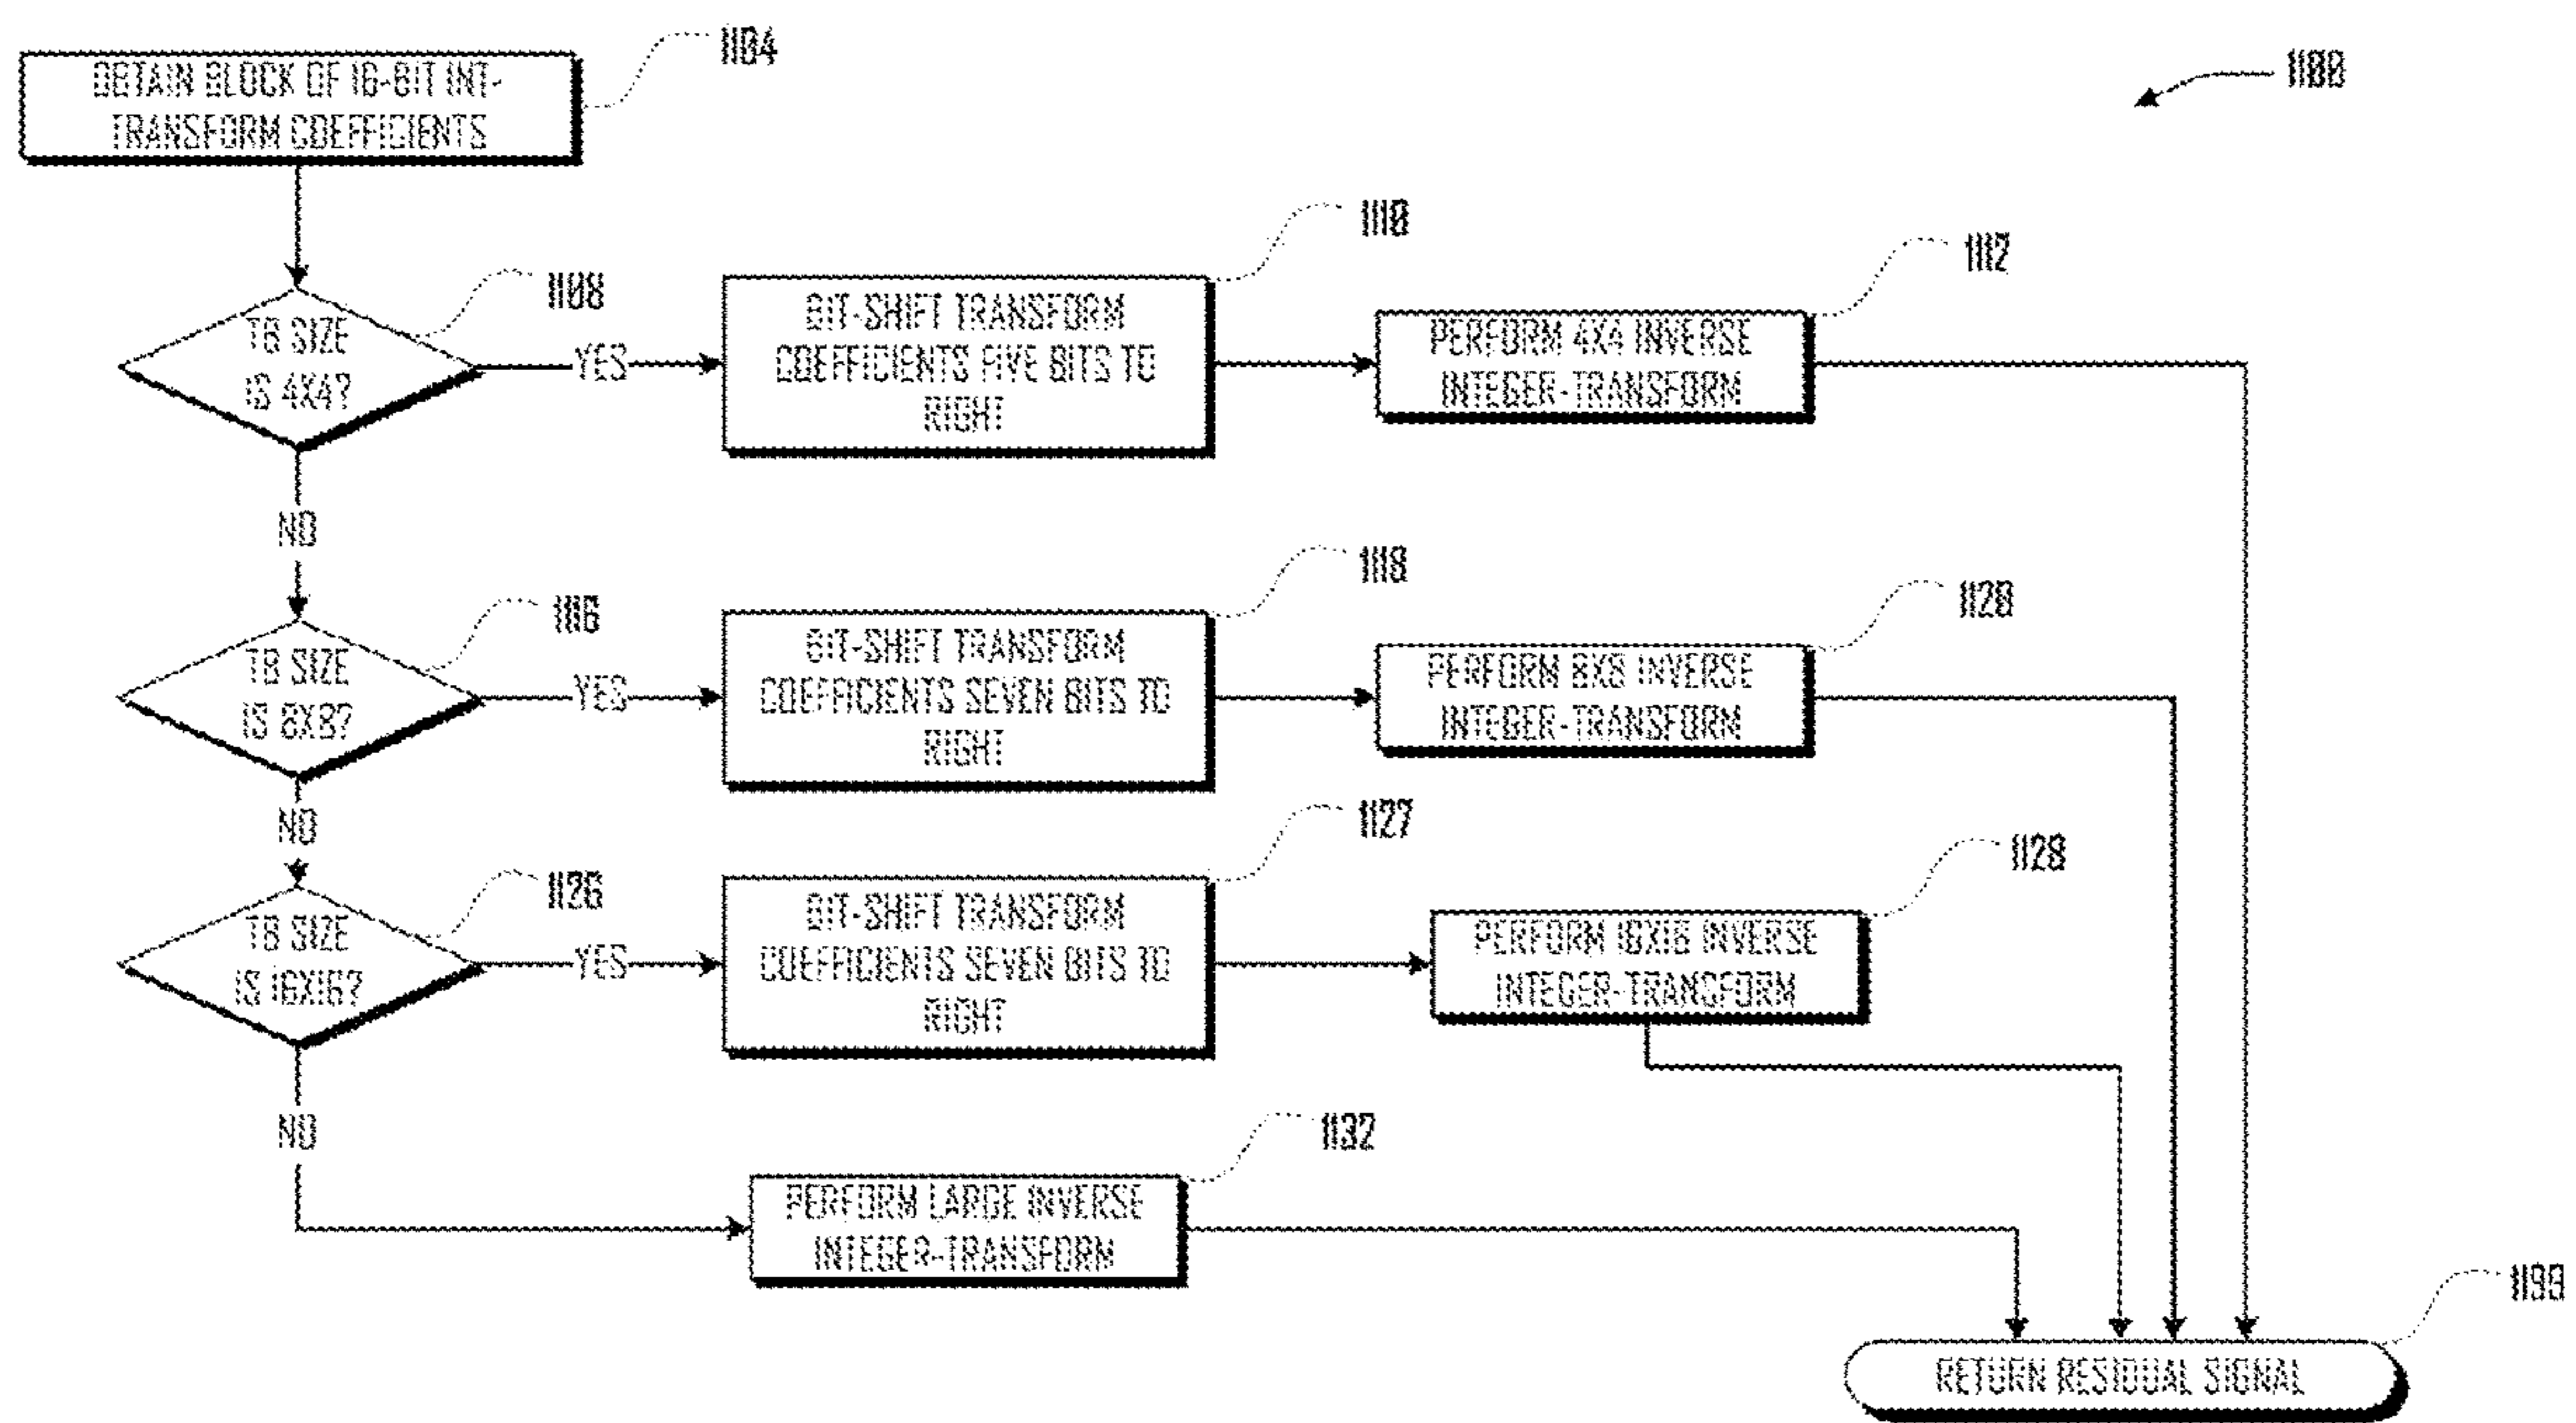 1104
1100
OBTAIN BLOCK OF 16-BIT INT-
TRANSFORM COEFFICIENTS
1108
TB SIZE
IS 4X4?
YES
1110
BIT-SHIFT TRANSFORM
COEFFICIENTS FIVE BITS TO
RIGHT
1112
PERFORM 4X4 INVERSE
INTEGER-TRANSFORM
NO
1116
TB SIZE
IS 8X8?
YES
1118
BIT-SHIFT TRANSFORM
COEFFICIENTS SEVEN BITS TO
RIGHT
1120
PERFORM 8X8 INVERSE
INTEGER-TRANSFORM
NO
1126
TB SIZE
IS 16X16?
YES
1127
BIT-SHIFT TRANSFORM
COEFFICIENTS SEVEN BITS TO
RIGHT
PERFORM 16X16 INVERSE
INTEGER-TRANSFORM
NO
1132
PERFORM LARGE INVERSE
INTEGER-TRANSFORM
1199
RETURN RESIDUAL SIGNAL